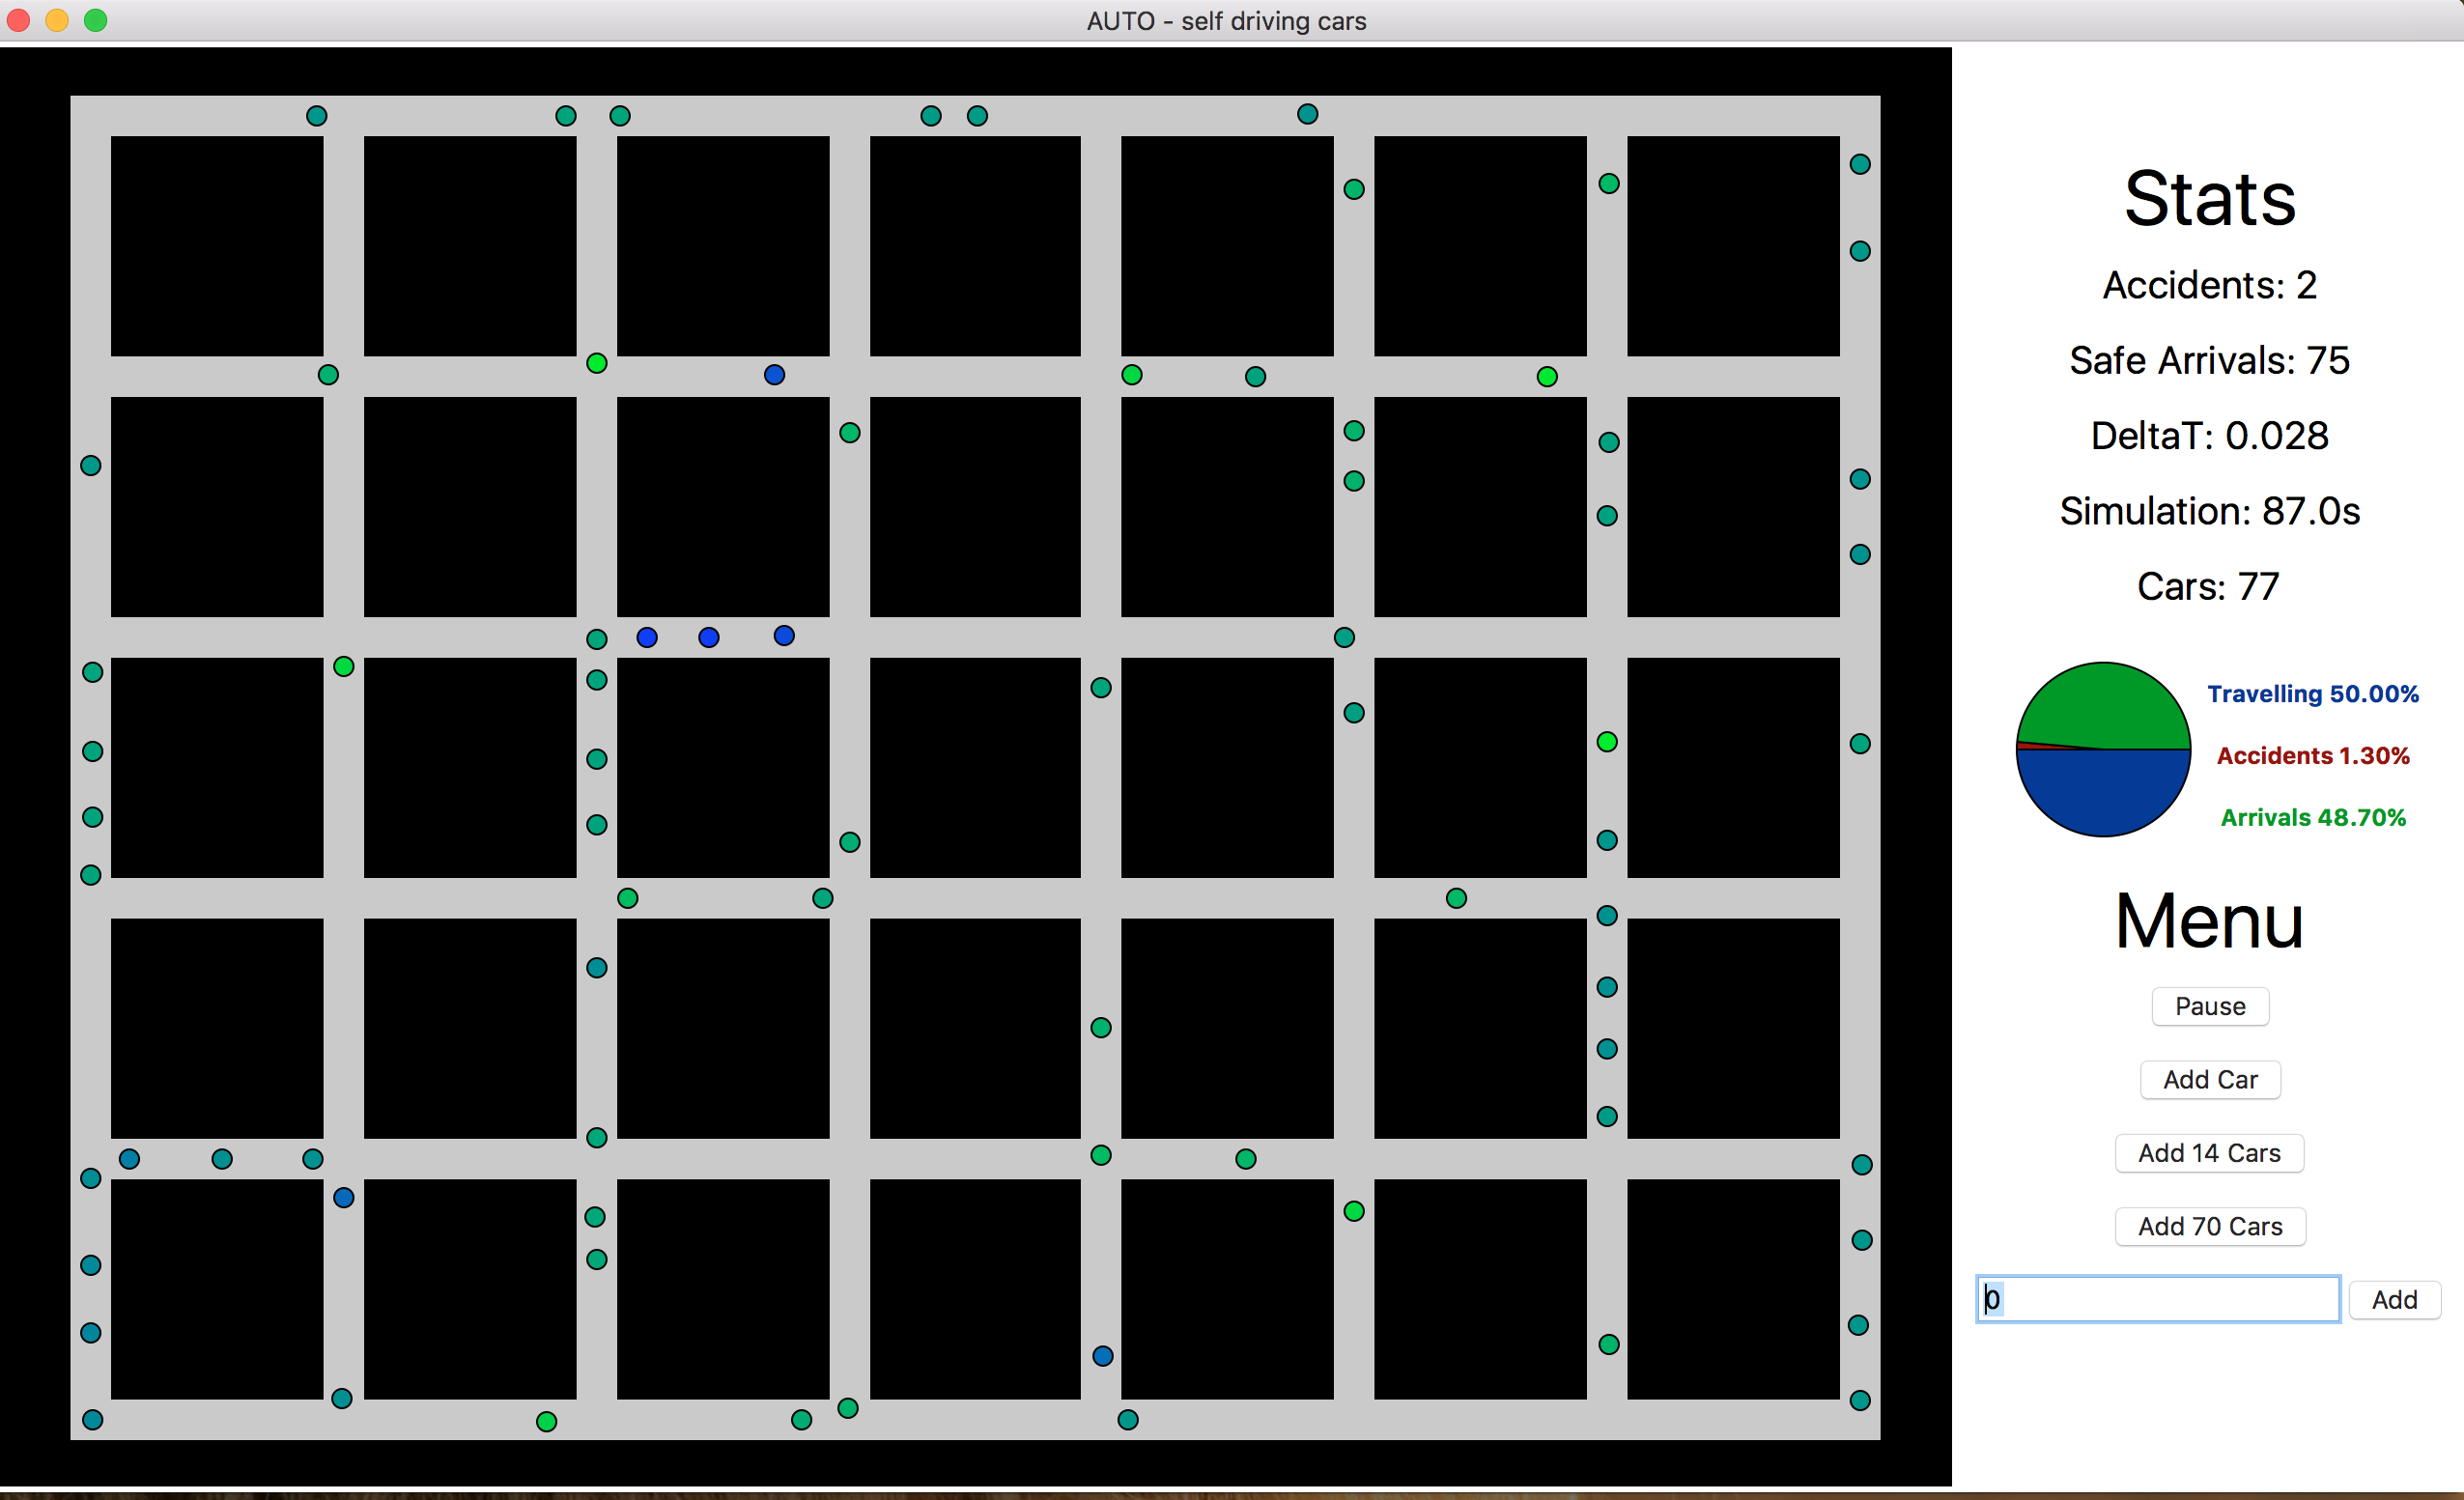 AUTO - self driving cars
Stats
Accidents: 2
Safe Arrivals: 75
DeltaT: 0.028
Simulation: 87.0s
Cars: 77
Travelling 50.00%
Accidents 1.30%
Arrivals 48.70%
Menu
Pause
Add Car
Add 14 Cars
Add 70 Cars
0 Add